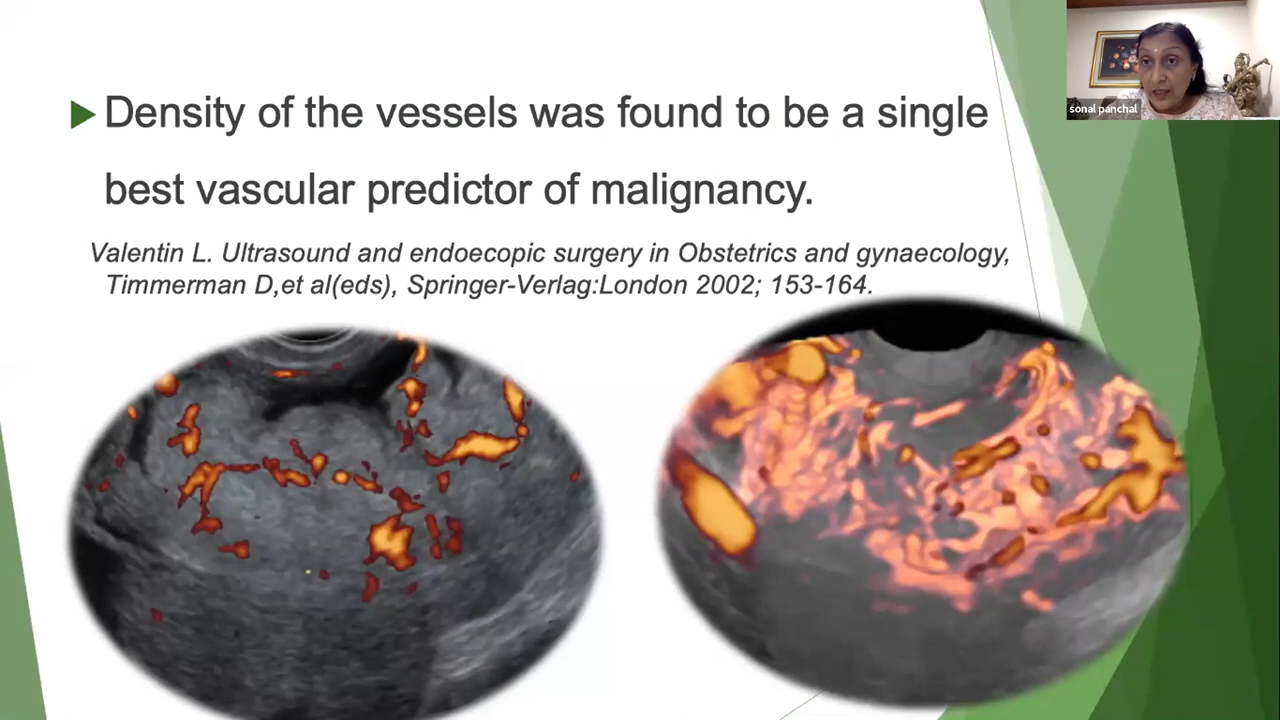 Density of the vessels was found to be a single
best vascular predictor of malignancy.
Valentin L. Ultrasound and endoecopic surgery in Obstetrics and gynaecology,
Timmerman D,et al(eds), Springer-Verlag:London 2002; 153-164.
sonal panchal